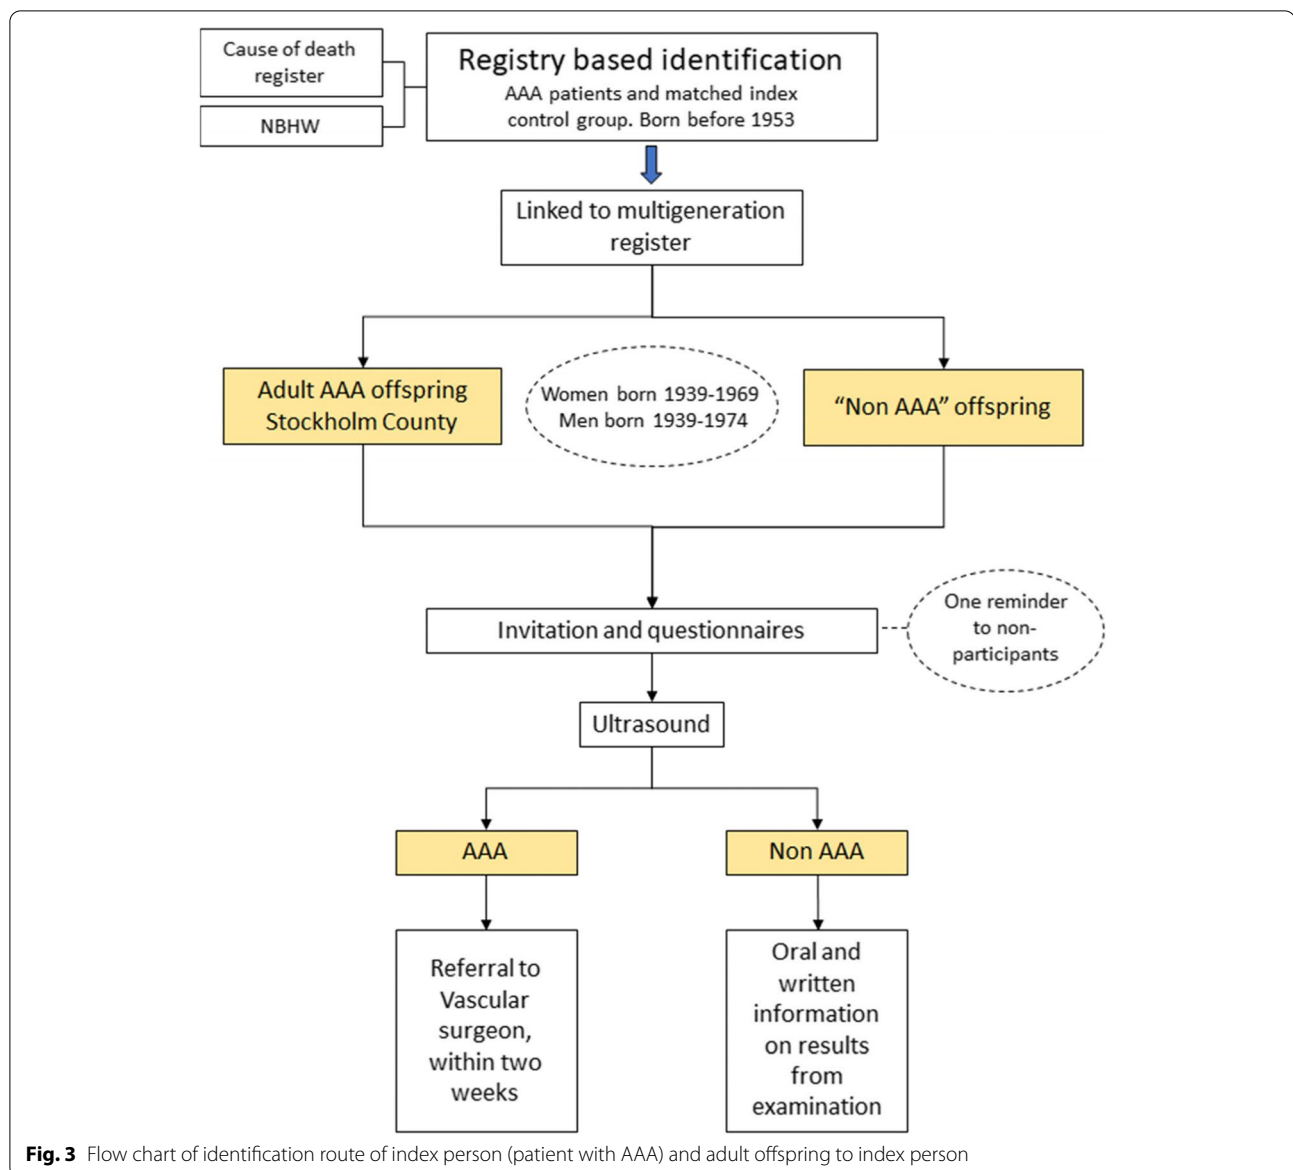 Cause of death
register
NBHW
Registry based identification
AAA patients and matched index
control group. Born before 1953
Linked to multigeneration
register
Adult AAA offspring
Stockholm County
Women born 1939-1969
Men born 1939-1974
“Non AAA” offspring
Invitation and questionnaires
One reminder
to non-
participants
Ultrasound
AAA
Non AAA
Referral to
Vascular
surgeon,
within two
weeks
Oral and
written
information
on results
from
examination
Fig. 3 Flow chart of identification route of index person (patient with AAA) and adult offspring to index person